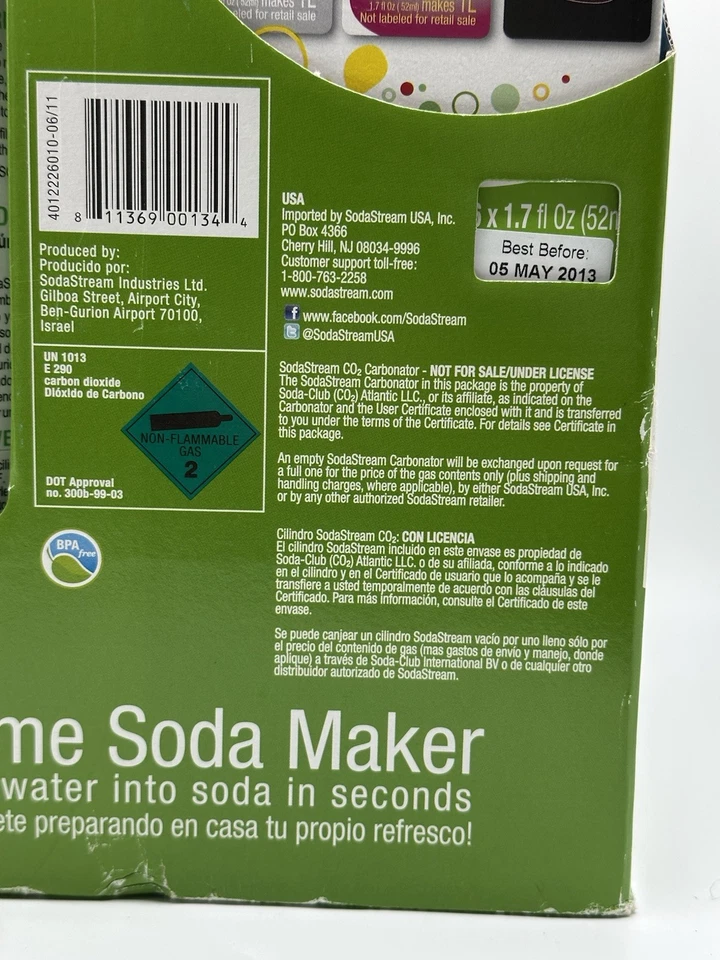 makes 1L
Not labeled for retail sale
4012226010-06/11
8 11369 00134 4
Produced by:
Producido por:
SodaStream Industries Ltd.
Gilboa Street, Airport City,
Ben-Gurion Airport 70100,
Israel
UN 1013
E 290
carbon dioxide
Dióxido de Carbono
NON-FLAMMABLE
GAS
2
DOT Approval
no. 300b-99-03
BPA
free
USA
Imported by SodaStream USA, Inc.
PO Box 4366
Cherry Hill, NJ 08034-9996
Customer support toll-free:
1-800-763-2258
www.sodastream.com
www.facebook.com/SodaStream
@SodaStreamUSA
x 1.7 fl Oz (52m
Best Before:
05 MAY 2013
SodaStream CO₂ Carbonator - NOT FOR SALE/UNDER LICENSE
The SodaStream Carbonator in this package is the property of
Soda-Club (CO₂) Atlantic LLC., or its affiliate, as indicated on the
Carbonator and the User Certificate enclosed with it and is transferred
to you under the terms of the Certificate. For details see Certificate in
this package.
An empty SodaStream Carbonator will be exchanged upon request for
a full one for the price of the gas contents only (plus shipping and
handling charges, where applicable), by either SodaStream USA, Inc.
or by any other authorized SodaStream retailer.
Cilindro SodaStream CO₂: CON LICENCIA
El cilindro SodaStream incluido en este envase es propiedad de
Soda-Club (CO₂) Atlantic LLC. o de su afiliada, conforme a lo indicado
en el cilindro y en el Certificado de usuario que lo acompaña y se le
transfiere a usted temporalmente de acuerdo con las cláusulas del
Certificado. Para más información, consulte el Certificado de este
envase.
Se puede canjear un cilindro SodaStream vacío por uno lleno sólo por
el precio del contenido de gas (mas gastos de envío y manejo, donde
aplique) a través de Soda-Club International BV o de cualquier otro
distribuidor autorizado de SodaStream.
me Soda Maker
water into soda in seconds
ete preparando en casa tu propio refresco!